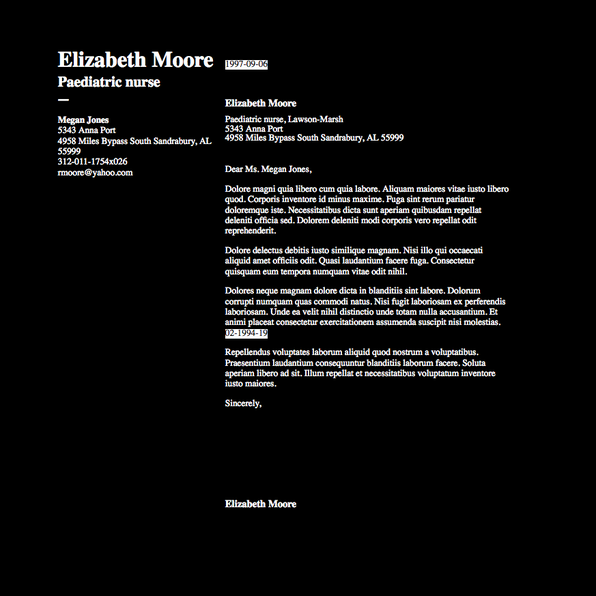 Elizabeth Moore
Paediatric nurse
Megan Jones
5343 Anna Port
4958 Miles Bypass South Sandrabury, AL
55999
312-011-1754x026
rmoore@yahoo.com
1997-09-06
Elizabeth Moore
Paediatric nurse, Lawson-Marsh
5343 Anna Port
4958 Miles Bypass South Sandrabury, AL 55999
Dear Ms. Megan Jones,
Dolore magni quia libero cum quia labore. Aliquam maiores vitae iusto libero
quod. Corporis inventore id minus maxime. Fuga sint rerum pariatur
doloremque iste. Necessitatibus dicta sunt aperiam quibusdam repellat
deleniti officia sed. Dolorem deleniti modi corporis vero repellat odit
reprehenderit.
Dolore delectus debitis iusto similique magnam. Nisi illo qui occaecati
aliquid amet officiis odit. Quasi laudantium facere fuga. Consectetur
quisquam eum tempora numquam vitae odit nihil.
Dolores neque magnam dolore dicta in blanditiis sint labore. Dolorum
corrupti numquam quas commodi natus. Nisi fugit laboriosam ex perferendis
laboriosam. Unde ea velit nihil distinctio unde totam nulla accusantium. Et
animi placeat consectetur exercitationem assumenda suscipit nisi molestias.
02-1994-19
Repellendus voluptates laborum aliquid quod nostrum a voluptatibus.
Praesentium laudantium consequuntur blanditiis laborum facere. Soluta
aperiam libero ad sit. Illum repellat et necessitatibus voluptatum inventore
iusto maiores.
Sincerely,
Elizabeth Moore